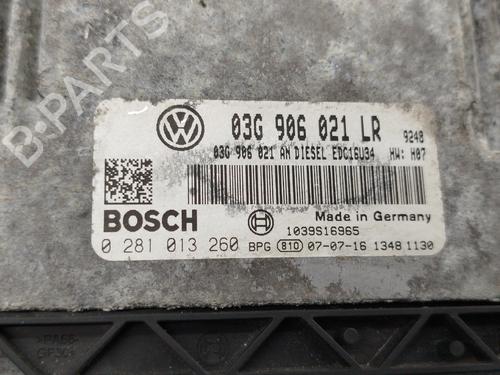 B-PARTS
03G 906 021 LR 9248
03G 906 021 AN DIESEL EDC16U34 HW: H07
BOSCH
Made in Germany
1039S16965
0 281 013 260 BPG 810 07-07-16 1348 1130
>PA66-